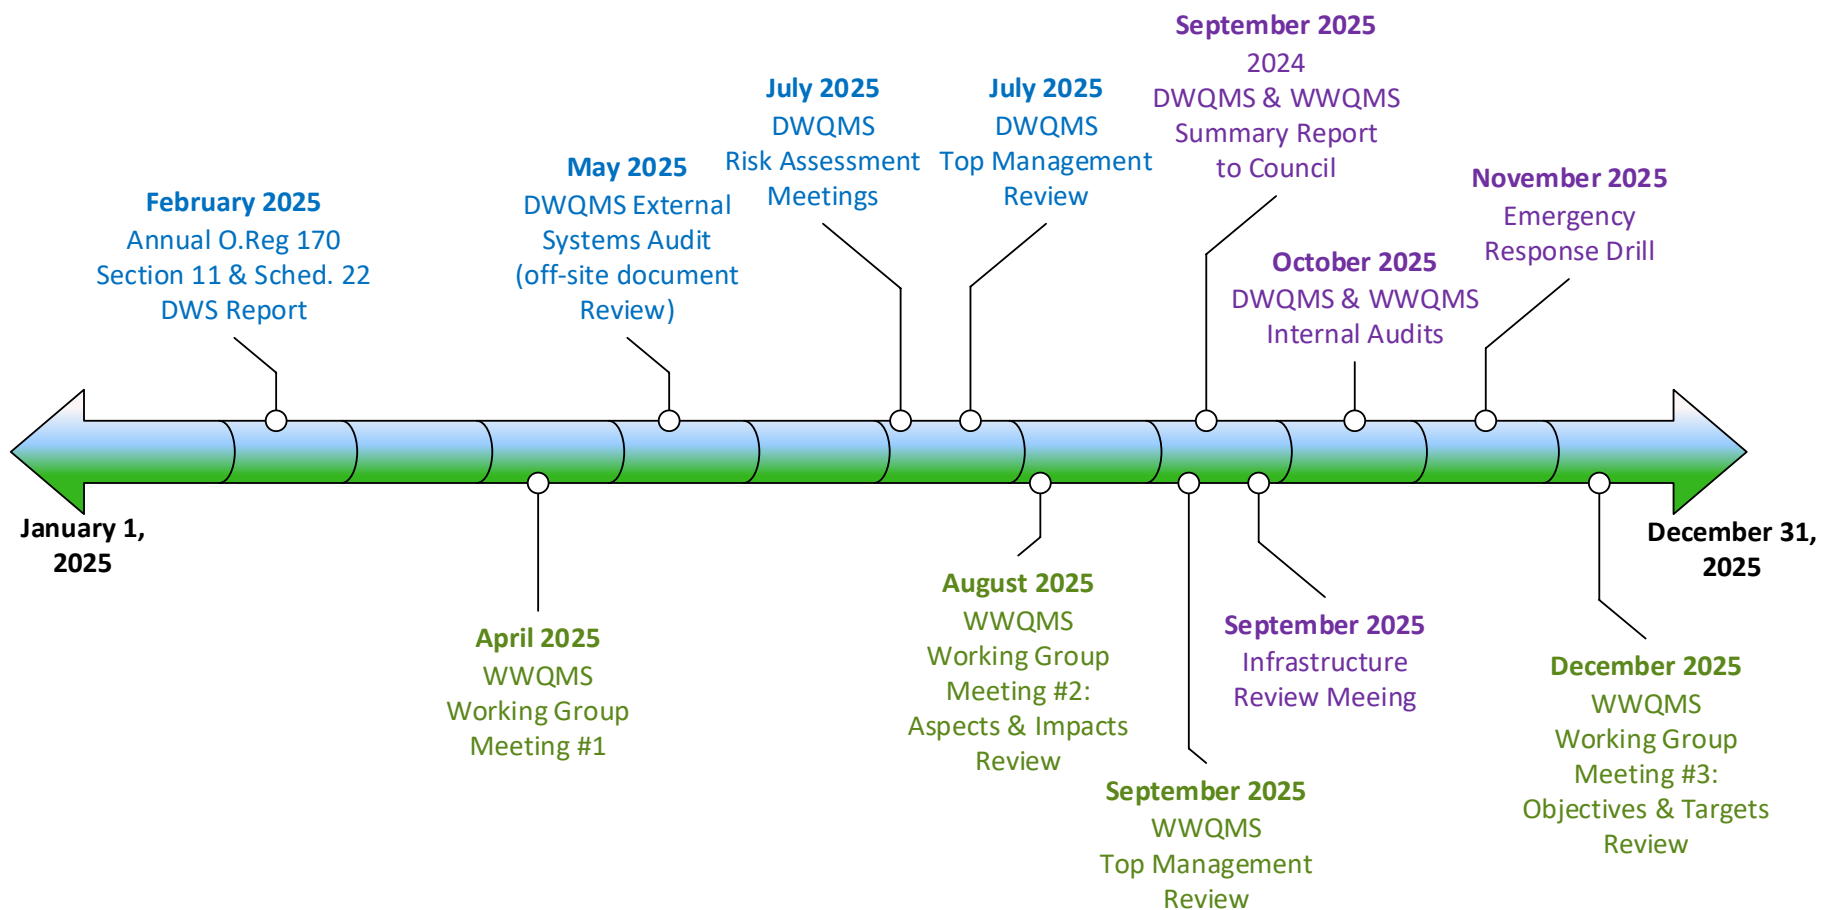 February 2025
Annual O.Reg 170
Section 11 & Sched. 22
DWS Report
May 2025
DWQMS External
Systems Audit
(off-site document
Review)
July 2025
DWQMS
Risk Assessment
Meetings
July 2025
DWQMS
Top Management
Review
September 2025
2024
DWQMS & WWQMS
Summary Report
to Council
October 2025
DWQMS & WWQMS
Internal Audits
November 2025
Emergency
Response Drill
January 1,
2025
December 31,
2025
April 2025
WWQMS
Working Group
Meeting #1
August 2025
WWQMS
Working Group
Meeting #2:
Aspects & Impacts
Review
September 2025
WWQMS
Top Management
Review
September 2025
Infrastructure
Review Meeing
December 2025
WWQMS
Working Group
Meeting #3:
Objectives & Targets
Review